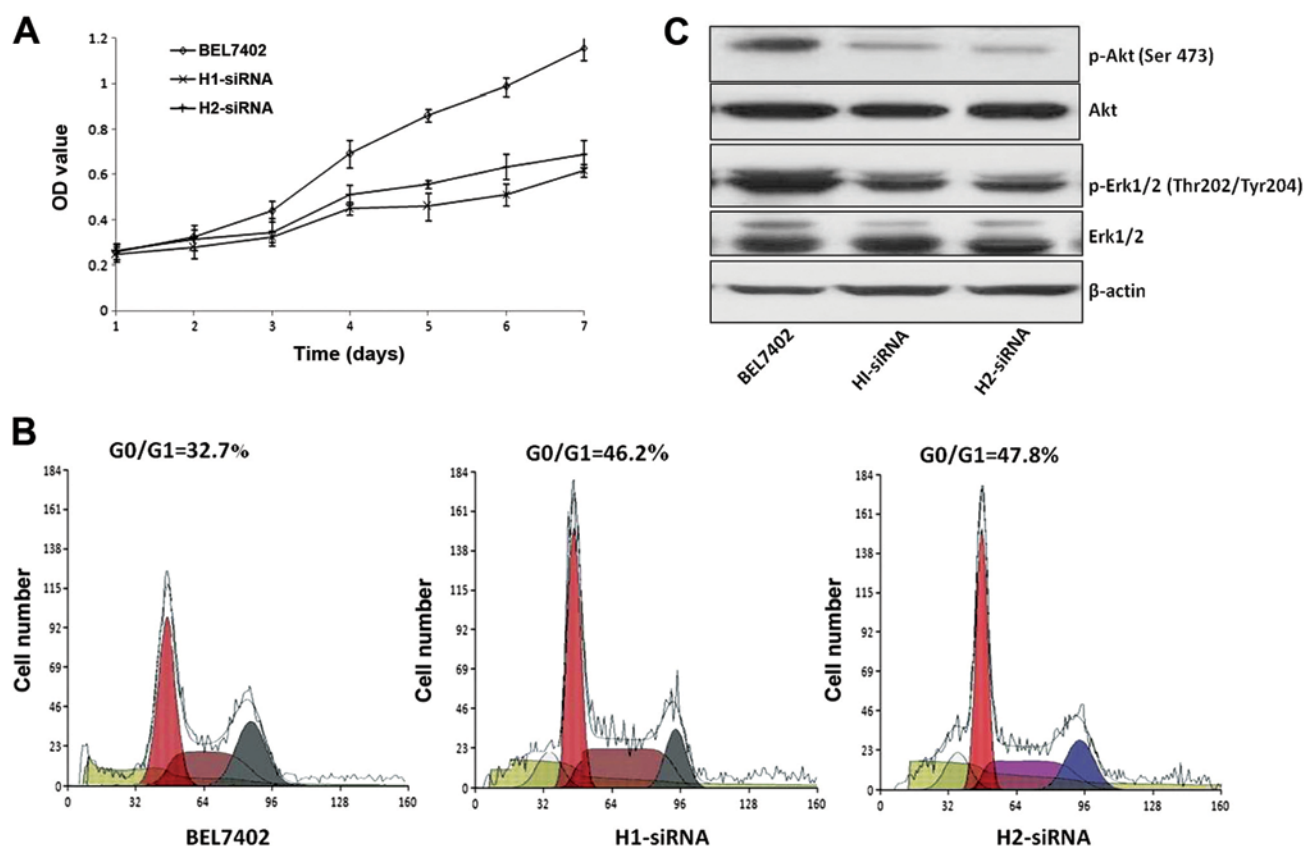 A
1.2
1
0.8
0.6
0.4
0.2
0
OD value
BEL7402
H1-siRNA
H2-siRNA
1 2 3 4 5 6 7
Time (days)
C
p-Akt (Ser 473)
Akt
p-Erk1/2 (Thr202/Tyr204)
Erk1/2
β-actin
BEL7402
HI-siRNA
H2-siRNA
B
G0/G1=32.7%
184
161
138
115
92
69
46
23
0
Cell number
0 32 64 96 128 160
BEL7402
G0/G1=46.2%
184
161
138
115
92
69
46
23
0
Cell number
0 32 64 96 128 160
H1-siRNA
G0/G1=47.8%
184
161
138
115
92
69
46
23
0
Cell number
0 32 64 96 128 160
H2-siRNA